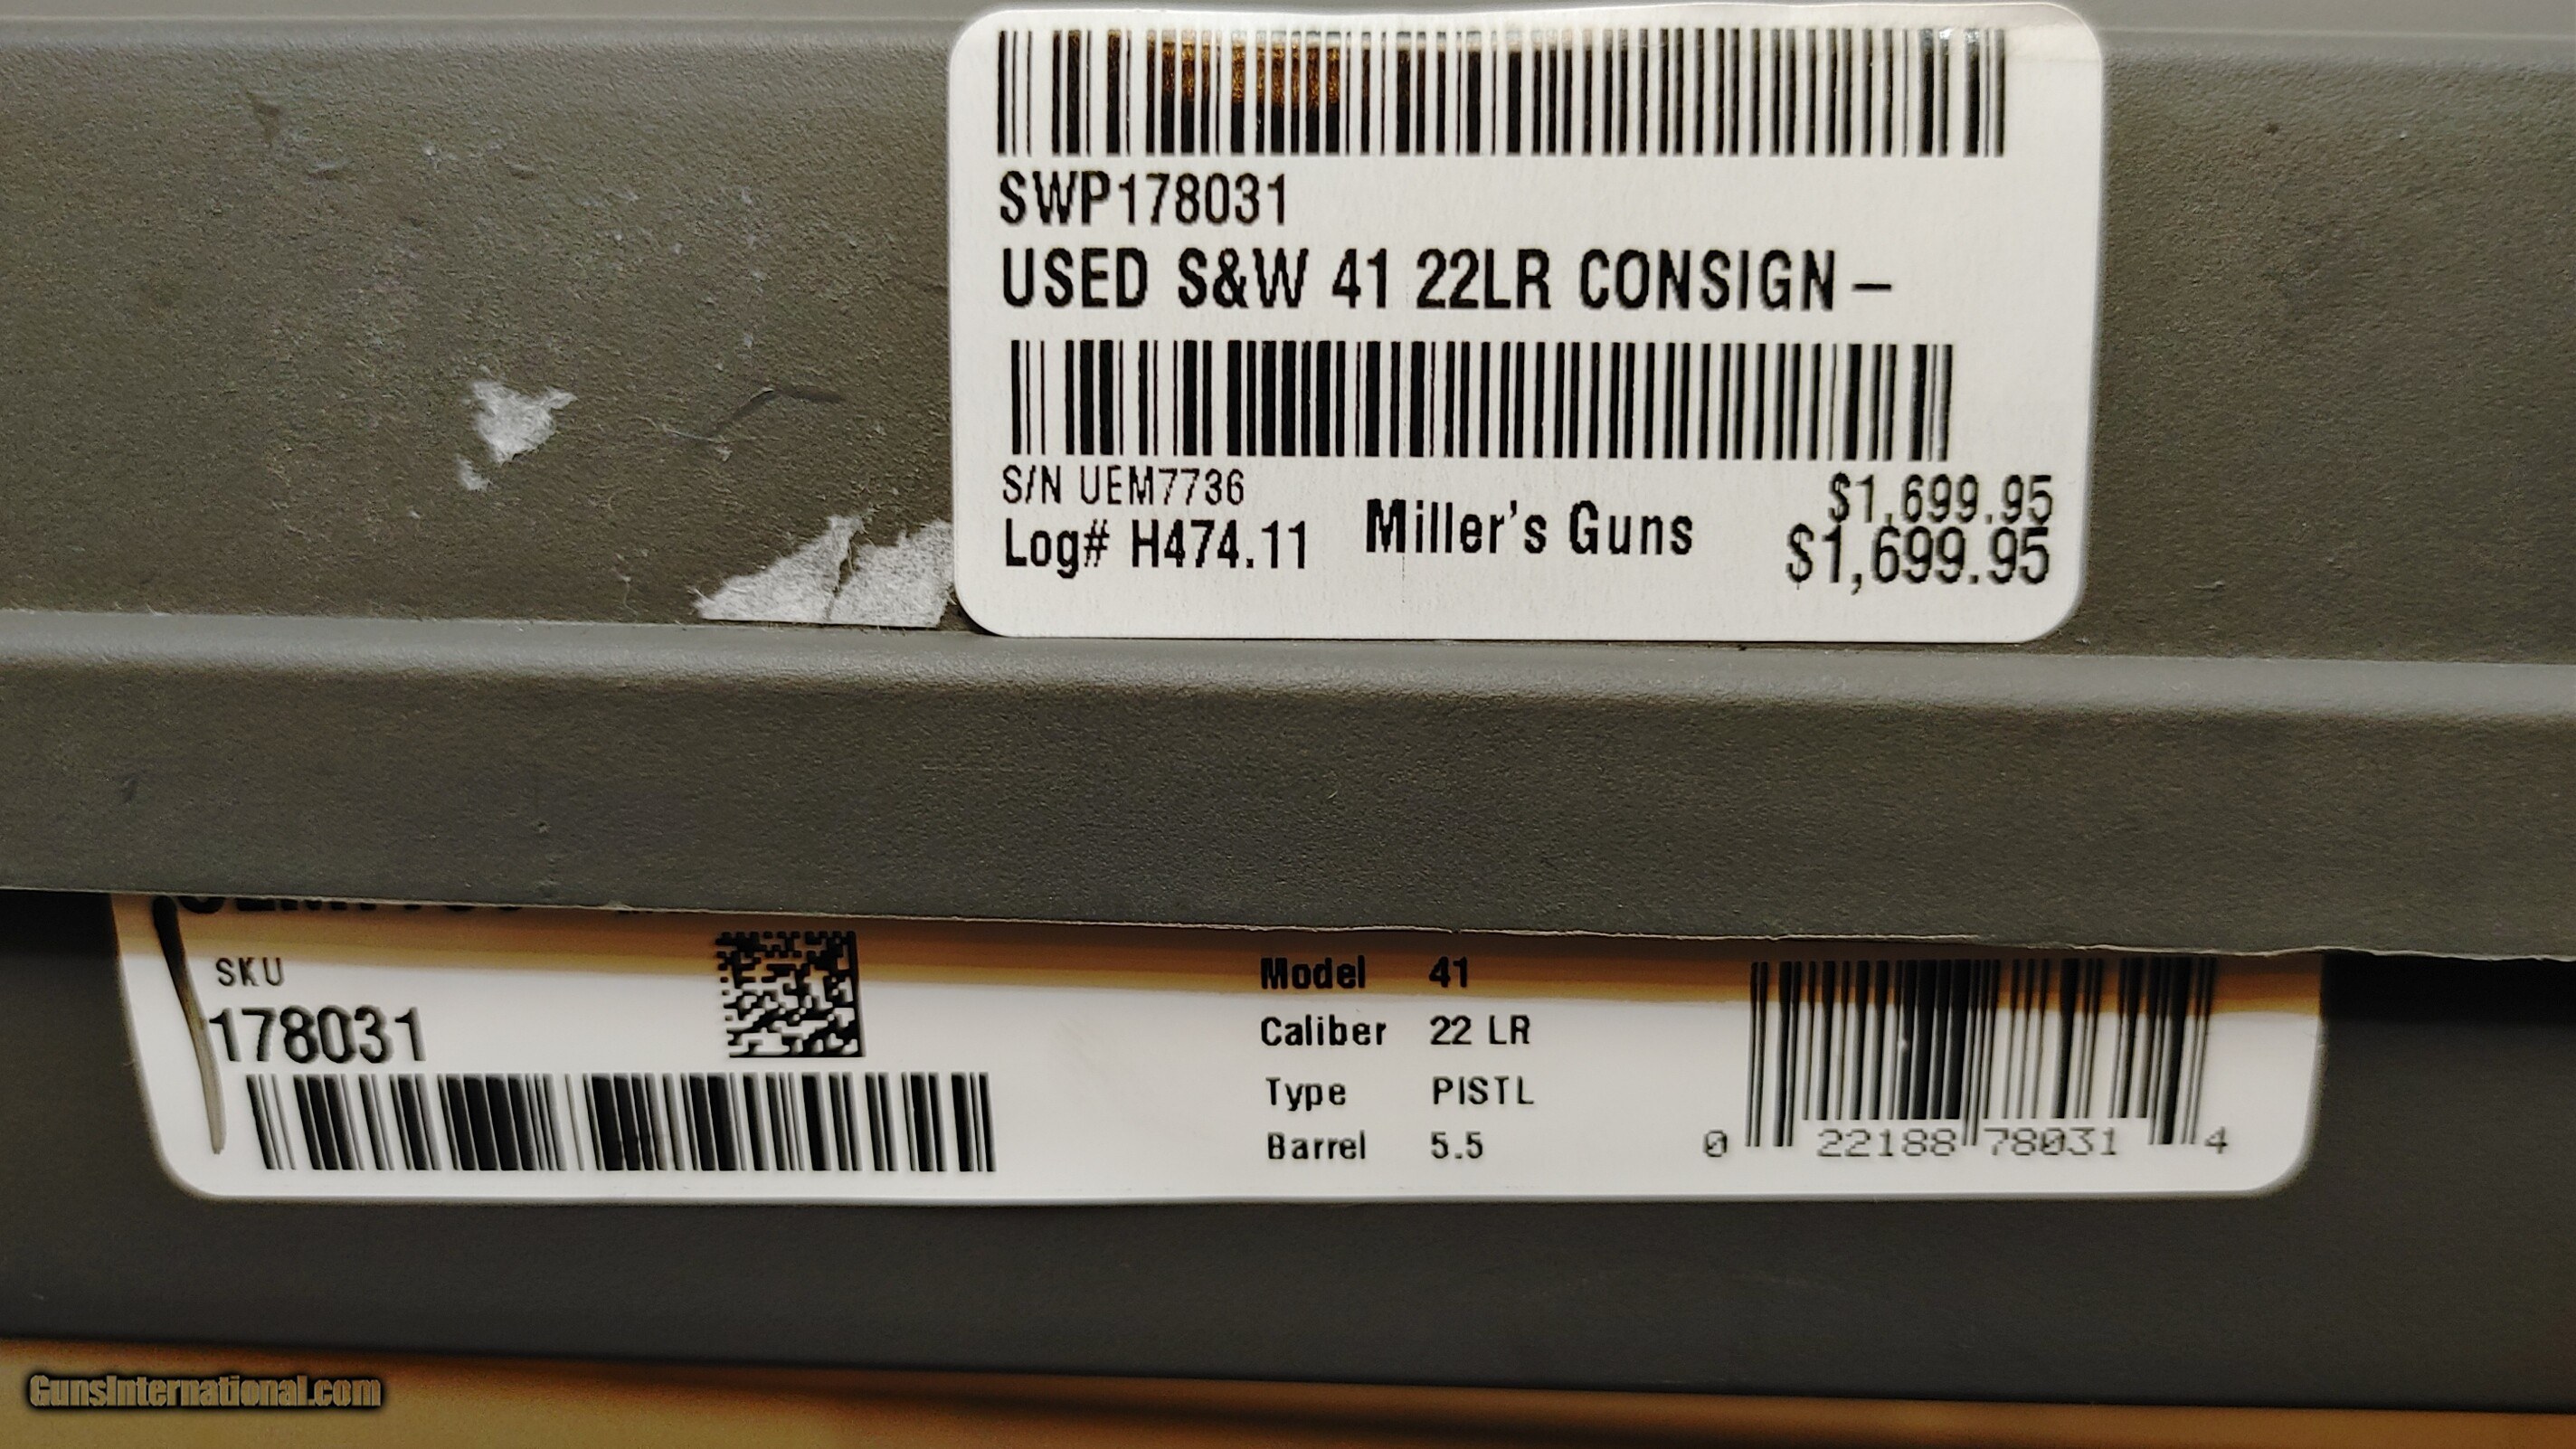 SWP178031
USED S&W 41 22LR CONSIGN –
S/N UEM7736
Log# H474.11
Miller's Guns
$1,699.95
$1,699.95
SKU
178031
Model 41
Caliber 22 LR
Type PISTL
Barrel 5.5
0 22188 78031 4
GunsInternational.com